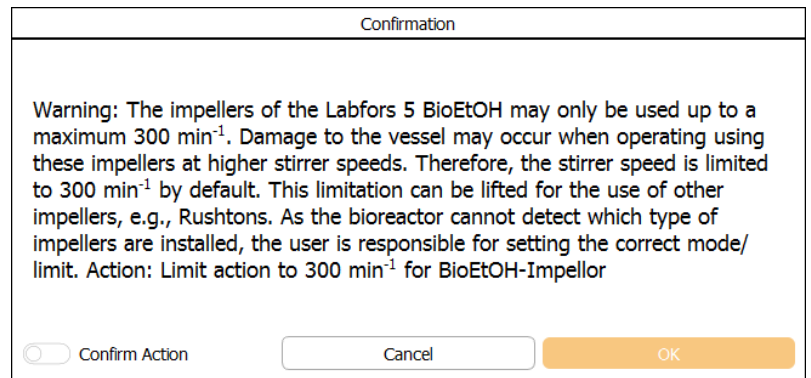 Confirmation
Warning: The impellers of the Labfors 5 BioEtOH may only be used up to a
maximum 300 min⁻¹. Damage to the vessel may occur when operating using
these impellers at higher stirrer speeds. Therefore, the stirrer speed is limited
to 300 min⁻¹ by default. This limitation can be lifted for the use of other
impellers, e.g., Rushtons. As the bioreactor cannot detect which type of
impellers are installed, the user is responsible for setting the correct mode/
limit. Action: Limit action to 300 min⁻¹ for BioEtOH-Impellor
Confirm Action
Cancel
OK